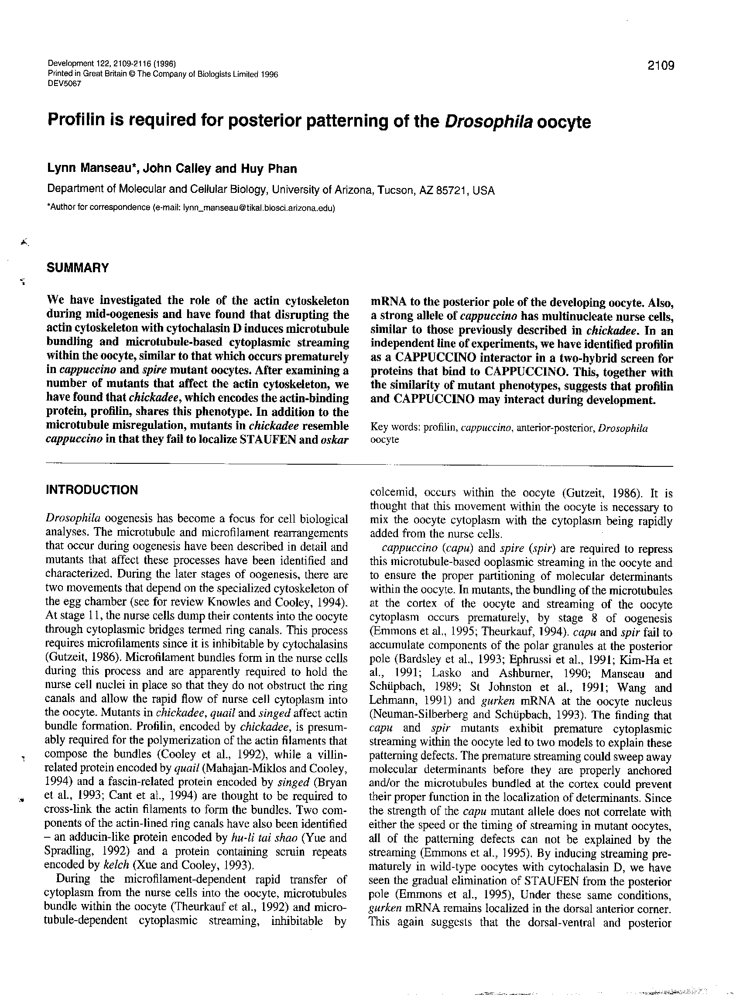 Development 122, 2109-2116 (1996)
Printed in Great Britain © The Company of Biologists Limited 1996
DEV5067
2109
Profilin is required for posterior patterning of the Drosophila oocyte
Lynn Manseau*, John Calley and Huy Phan
Department of Molecular and Cellular Biology, University of Arizona, Tucson, AZ 85721, USA
*Author for correspondence (e-mail: lynn_manseau@tikal.biosci.arizona.edu)
SUMMARY
We have investigated the role of the actin cytoskeleton
during mid-oogenesis and have found that disrupting the
actin cytoskeleton with cytochalasin D induces microtubule
bundling and microtubule-based cytoplasmic streaming
within the oocyte, similar to that which occurs prematurely
in cappuccino and spire mutant oocytes. After examining a
number of mutants that affect the actin cytoskeleton, we
have found that chickadee, which encodes the actin-binding
protein, profilin, shares this phenotype. In addition to the
microtubule misregulation, mutants in chickadee resemble
cappuccino in that they fail to localize STAUFEN and oskar
mRNA to the posterior pole of the developing oocyte. Also,
a strong allele of cappuccino has multinucleate nurse cells,
similar to those previously described in chickadee. In an
independent line of experiments, we have identified profilin
as a CAPPUCCINO interactor in a two-hybrid screen for
proteins that bind to CAPPUCCINO. This, together with
the similarity of mutant phenotypes, suggests that profilin
and CAPPUCCINO may interact during development.
Key words: profilin, cappuccino, anterior-posterior, Drosophila
oocyte
INTRODUCTION
Drosophila oogenesis has become a focus for cell biological
analyses. The microtubule and microfilament rearrangements
that occur during oogenesis have been described in detail and
mutants that affect these processes have been identified and
characterized. During the later stages of oogenesis, there are
two movements that depend on the specialized cytoskeleton of
the egg chamber (see for review Knowles and Cooley, 1994).
At stage 11, the nurse cells dump their contents into the oocyte
through cytoplasmic bridges termed ring canals. This process
requires microfilaments since it is inhibitable by cytochalasins
(Gutzeit, 1986). Microfilament bundles form in the nurse cells
during this process and are apparently required to hold the
nurse cell nuclei in place so that they do not obstruct the ring
canals and allow the rapid flow of nurse cell cytoplasm into
the oocyte. Mutants in chickadee, quail and singed affect actin
bundle formation. Profilin, encoded by chickadee, is presum-
ably required for the polymerization of the actin filaments that
compose the bundles (Cooley et al., 1992), while a villin-
related protein encoded by quail (Mahajan-Miklos and Cooley,
1994) and a fascin-related protein encoded by singed (Bryan
et al., 1993; Cant et al., 1994) are thought to be required to
cross-link the actin filaments to form the bundles. Two com-
ponents of the actin-lined ring canals have also been identified
– an adducin-like protein encoded by hu-li tai shao (Yue and
Spradling, 1992) and a protein containing scruin repeats
encoded by kelch (Xue and Cooley, 1993).
During the microfilament-dependent rapid transfer of
cytoplasm from the nurse cells into the oocyte, microtubules
bundle within the oocyte (Theurkauf et al., 1992) and micro-
tubule-dependent cytoplasmic streaming, inhibitable by
colcemid, occurs within the oocyte (Gutzeit, 1986). It is
thought that this movement within the oocyte is necessary to
mix the oocyte cytoplasm with the cytoplasm being rapidly
added from the nurse cells.
cappuccino (capu) and spire (spir) are required to repress
this microtubule-based ooplasmic streaming in the oocyte and
to ensure the proper partitioning of molecular determinants
within the oocyte. In mutants, the bundling of the microtubules
at the cortex of the oocyte and streaming of the oocyte
cytoplasm occurs prematurely, by stage 8 of oogenesis
(Emmons et al., 1995; Theurkauf, 1994). capu and spir fail to
accumulate components of the polar granules at the posterior
pole (Bardsley et al., 1993; Ephrussi et al., 1991; Kim-Ha et
al., 1991; Lasko and Ashburner, 1990; Manseau and
Schüpbach, 1989; St Johnston et al., 1991; Wang and
Lehmann, 1991) and gurken mRNA at the oocyte nucleus
(Neuman-Silberberg and Schüpbach, 1993). The finding that
capu and spir mutants exhibit premature cytoplasmic
streaming within the oocyte led to two models to explain these
patterning defects. The premature streaming could sweep away
molecular determinants before they are properly anchored
and/or the microtubules bundled at the cortex could prevent
their proper function in the localization of determinants. Since
the strength of the capu mutant allele does not correlate with
either the speed or the timing of streaming in mutant oocytes,
all of the patterning defects can not be explained by the
streaming (Emmons et al., 1995). By inducing streaming pre-
maturely in wild-type oocytes with cytochalasin D, we have
seen the gradual elimination of STAUFEN from the posterior
pole (Emmons et al., 1995), Under these same conditions,
gurken mRNA remains localized in the dorsal anterior corner.
This again suggests that the dorsal-ventral and posterior